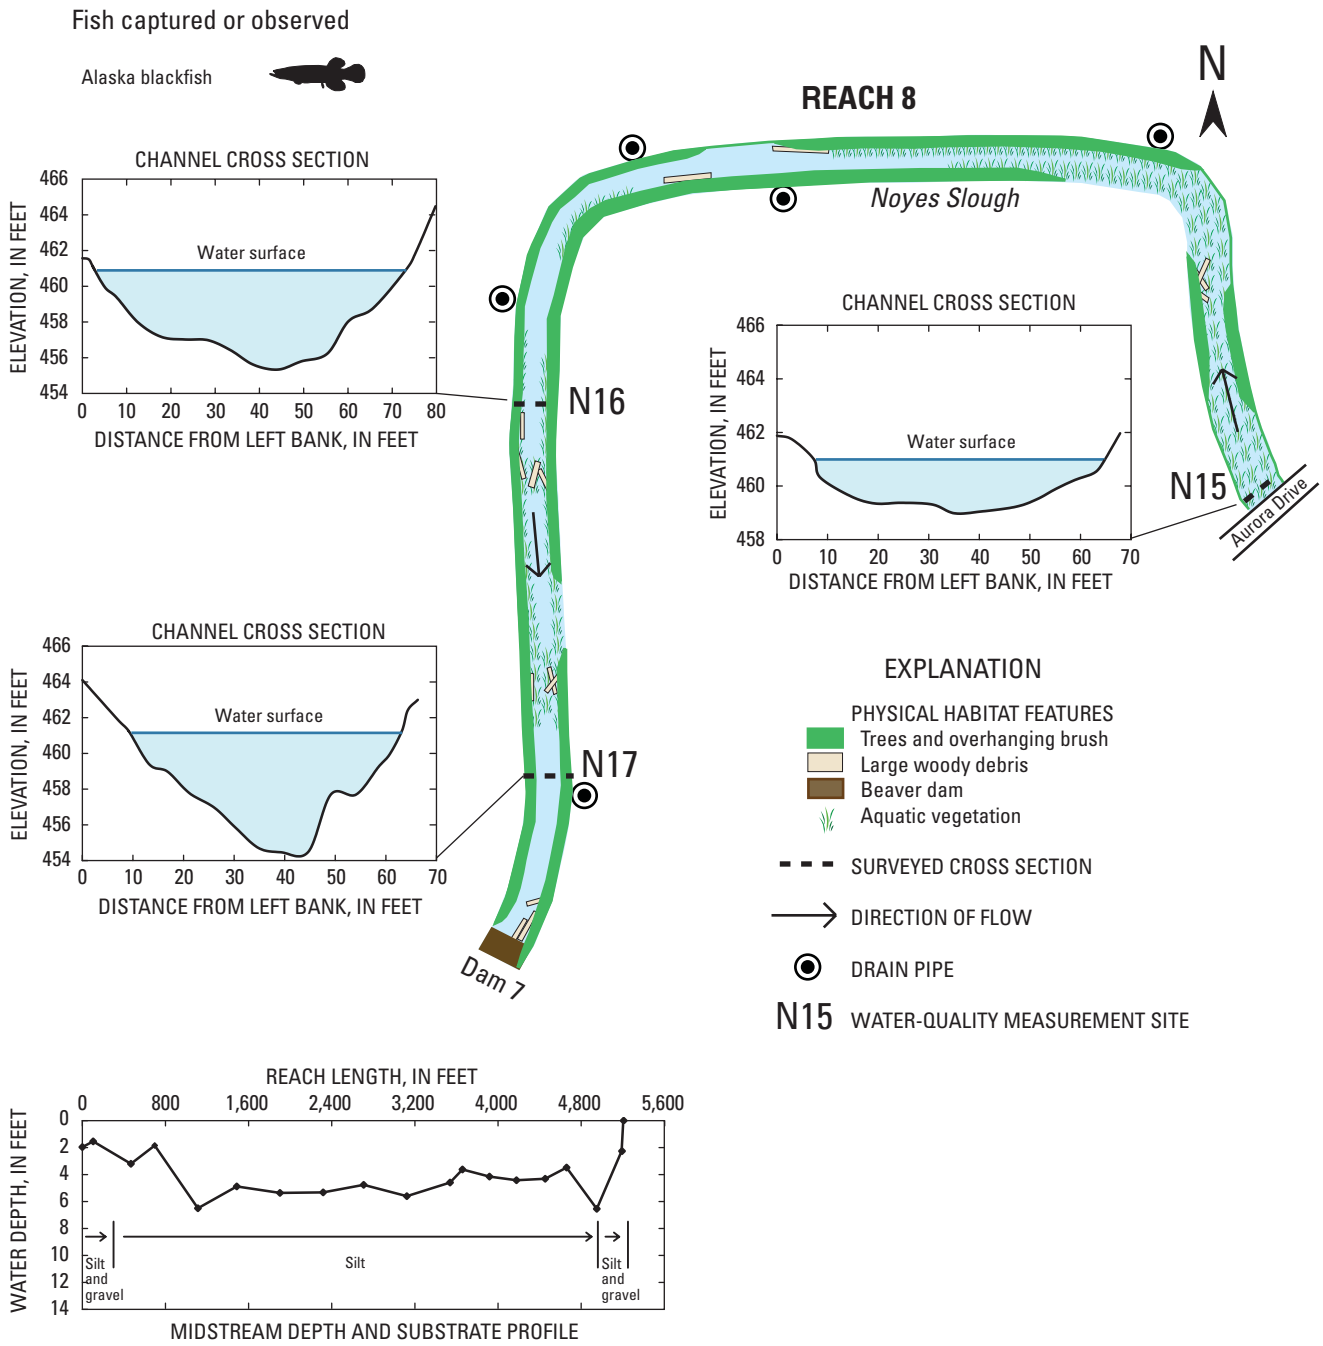 Fish captured or observed
Alaska blackfish
N
REACH 8
Noyes Slough
CHANNEL CROSS SECTION
466
464
462
460
458
456
454
ELEVATION, IN FEET
Water surface
0 10 20 30 40 50 60 70 80
DISTANCE FROM LEFT BANK, IN FEET
N16
CHANNEL CROSS SECTION
466
464
462
460
458
ELEVATION, IN FEET
Water surface
0 10 20 30 40 50 60 70
DISTANCE FROM LEFT BANK, IN FEET
N15
Aurora Drive
CHANNEL CROSS SECTION
466
464
462
460
458
456
454
ELEVATION, IN FEET
Water surface
0 10 20 30 40 50 60 70
DISTANCE FROM LEFT BANK, IN FEET
N17
Dam 7
EXPLANATION
PHYSICAL HABITAT FEATURES
Trees and overhanging brush
Large woody debris
Beaver dam
Aquatic vegetation
SURVEYED CROSS SECTION
DIRECTION OF FLOW
DRAIN PIPE
N15 WATER-QUALITY MEASUREMENT SITE
REACH LENGTH, IN FEET
0 800 1,600 2,400 3,200 4,000 4,800 5,600
0
2
4
6
8
10
12
14
WATER DEPTH, IN FEET
Silt
and
gravel
Silt
Silt
and
gravel
MIDSTREAM DEPTH AND SUBSTRATE PROFILE